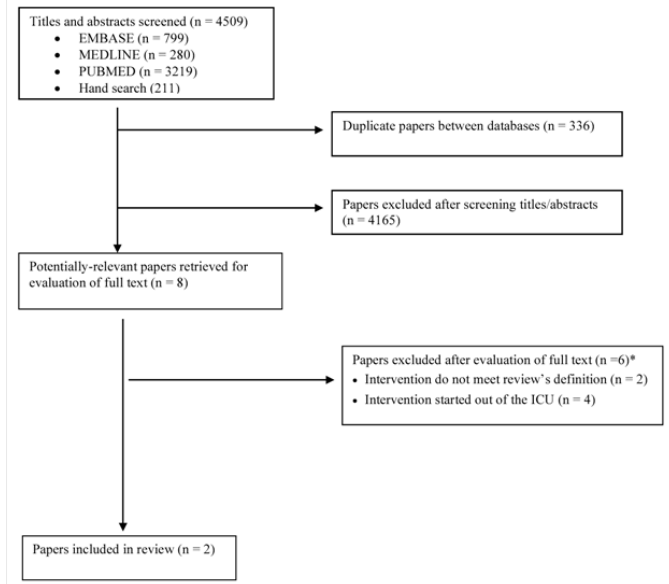 Titles and abstracts screened (n = 4509)
• EMBASE (n = 799)
• MEDLINE (n = 280)
• PUBMED (n = 3219)
• Hand search (211)
Duplicate papers between databases (n = 336)
Papers excluded after screening titles/abstracts
(n = 4165)
Potentially-relevant papers retrieved for
evaluation of full text (n = 8)
Papers excluded after evaluation of full text (n =6)*
• Intervention do not meet review's definition (n = 2)
• Intervention started out of the ICU (n = 4)
Papers included in review (n = 2)